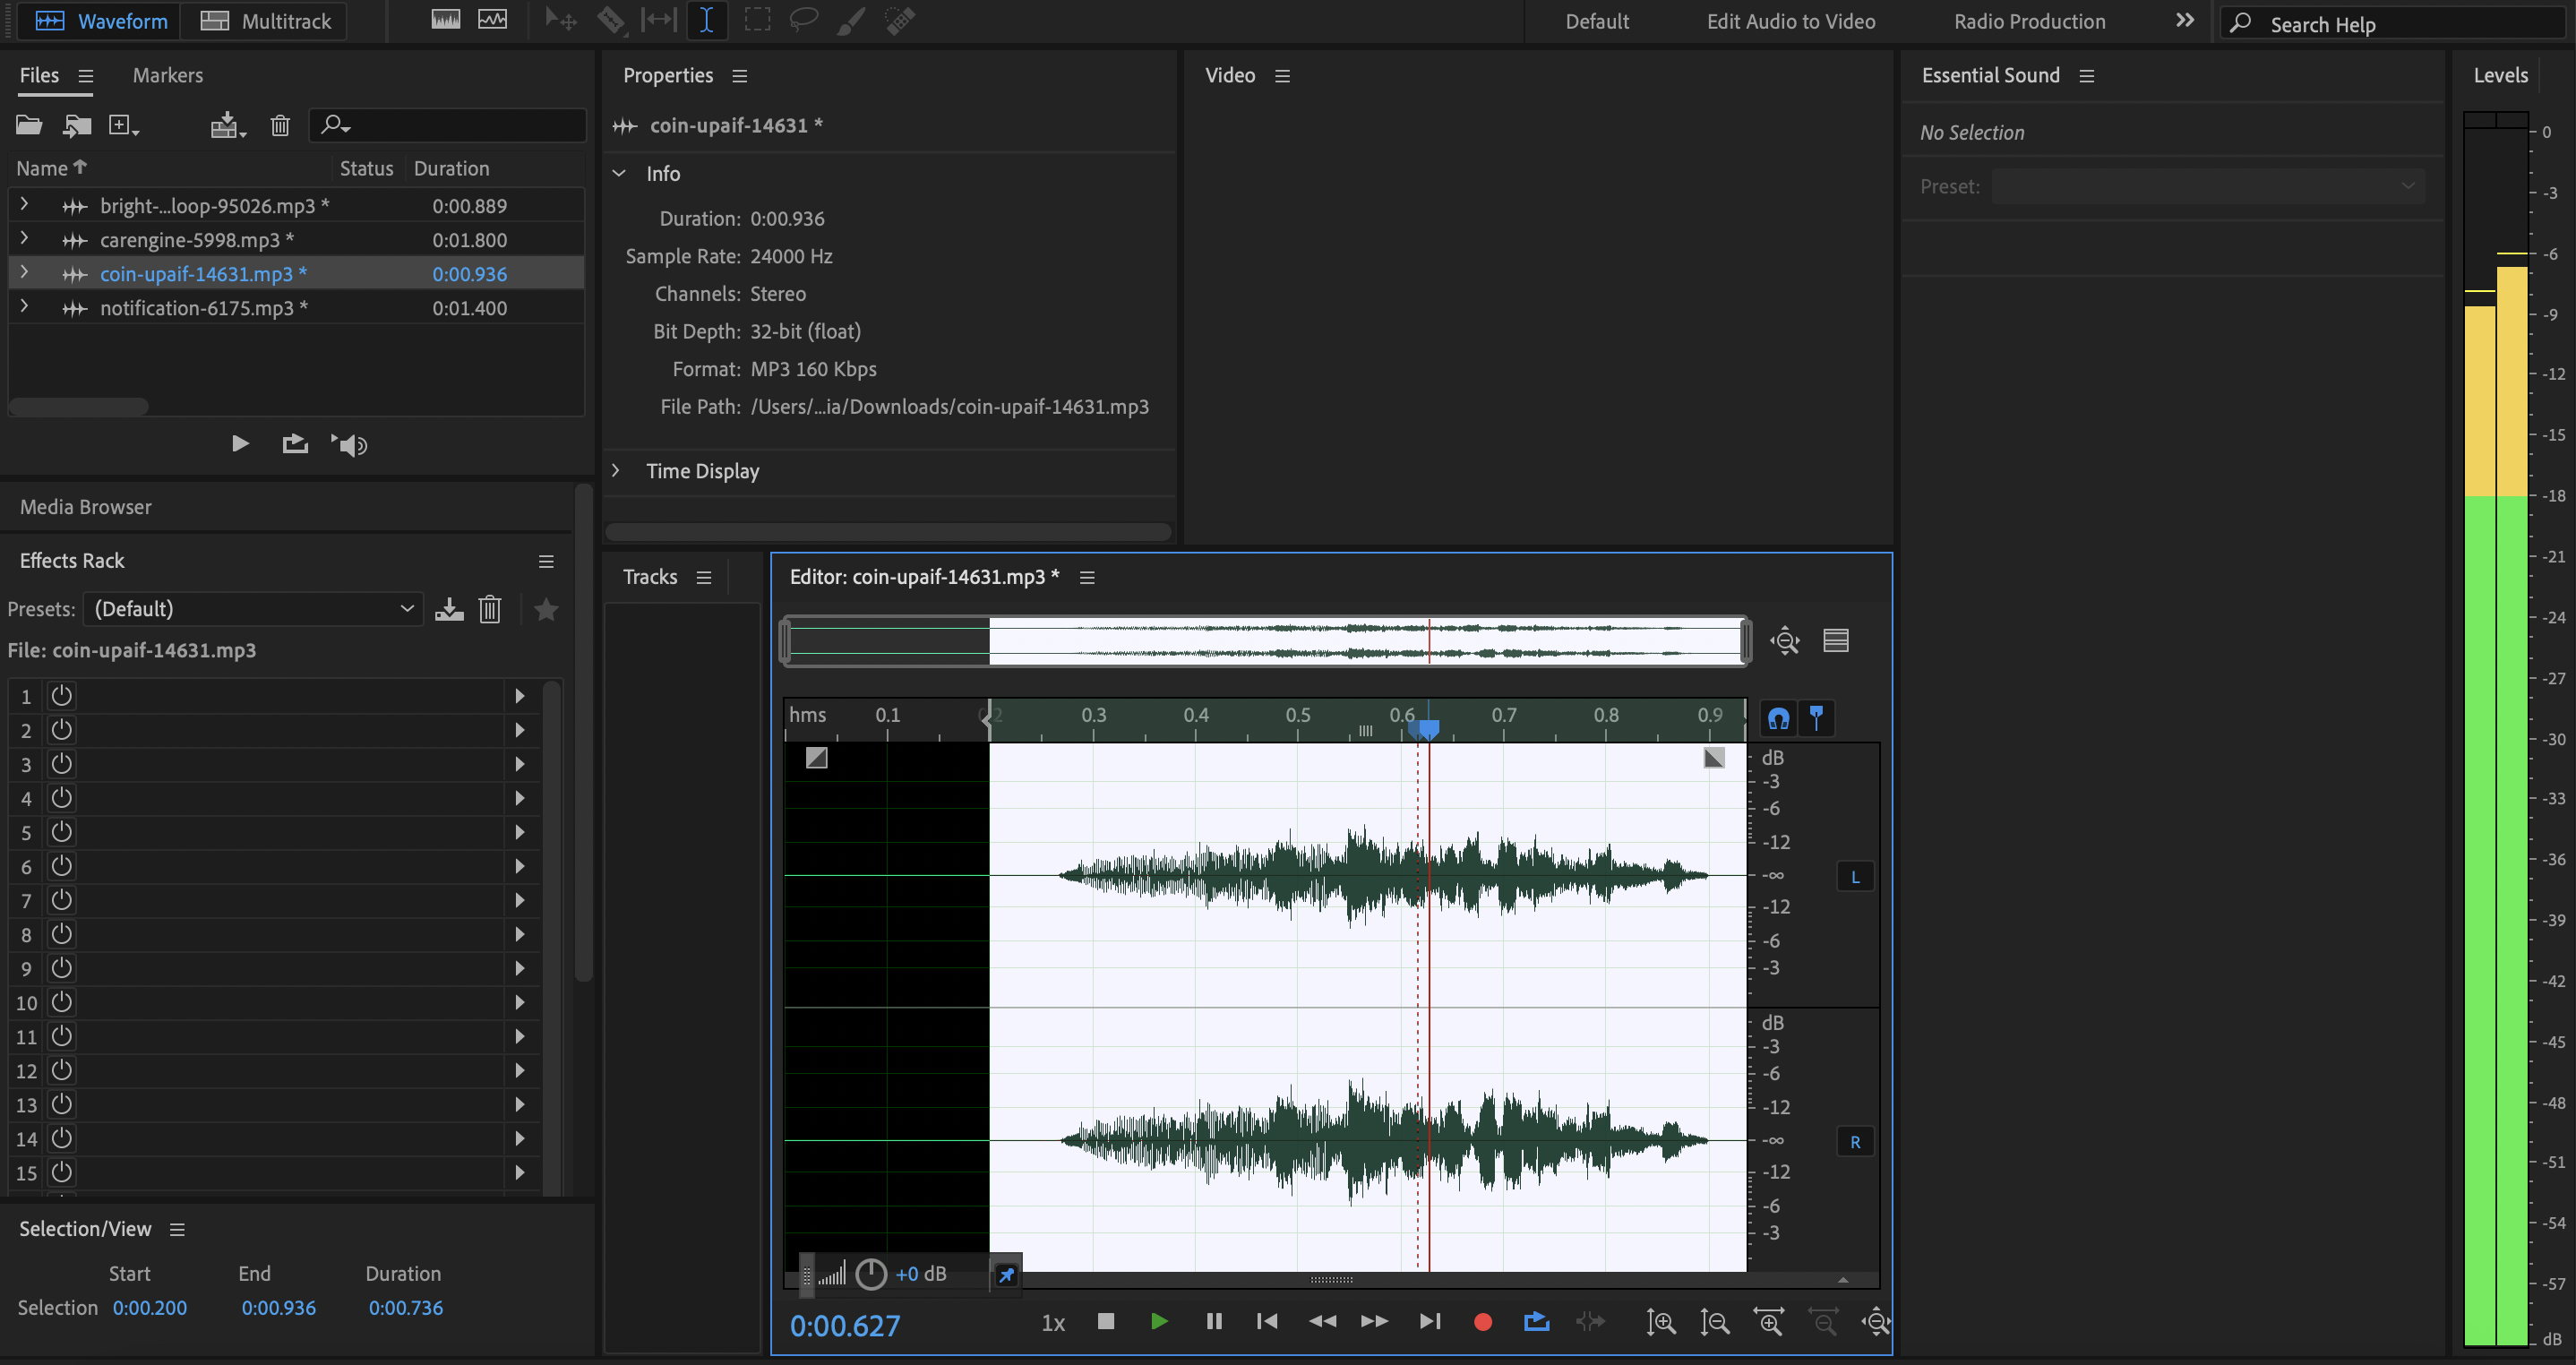 Waveform Multitrack Default Edit Audio to Video Radio Production Search Help
Files Markers
Name Status Duration
bright-...loop-95026.mp3 * 0:00.889
carengine-5998.mp3 * 0:01.800
coin-upaif-14631.mp3 * 0:00.936
notification-6175.mp3 * 0:01.400
Media Browser
Effects Rack
Presets: (Default)
File: coin-upaif-14631.mp3
1
2
3
4
5
6
7
8
9
10
11
12
13
14
15
Selection/View
Start End Duration
Selection 0:00.200 0:00.936 0:00.736
Properties
coin-upaif-14631 *
Info
Duration: 0:00.936
Sample Rate: 24000 Hz
Channels: Stereo
Bit Depth: 32-bit (float)
Format: MP3 160 Kbps
File Path: /Users/...ia/Downloads/coin-upaif-14631.mp3
Time Display
Video
Tracks
Editor: coin-upaif-14631.mp3 *
hms 0.1 0.2 0.3 0.4 0.5 0.6 0.7 0.8 0.9
dB
-3
-6
-12
-∞
L
-12
-6
-3
dB
-3
-6
-12
-∞
R
-12
-6
-3
+0 dB
0:00.627 1x
Essential Sound
No Selection
Preset:
Levels
0
-3
-6
-9
-12
-15
-18
-21
-24
-27
-30
-33
-36
-39
-42
-45
-48
-51
-54
-57
dB